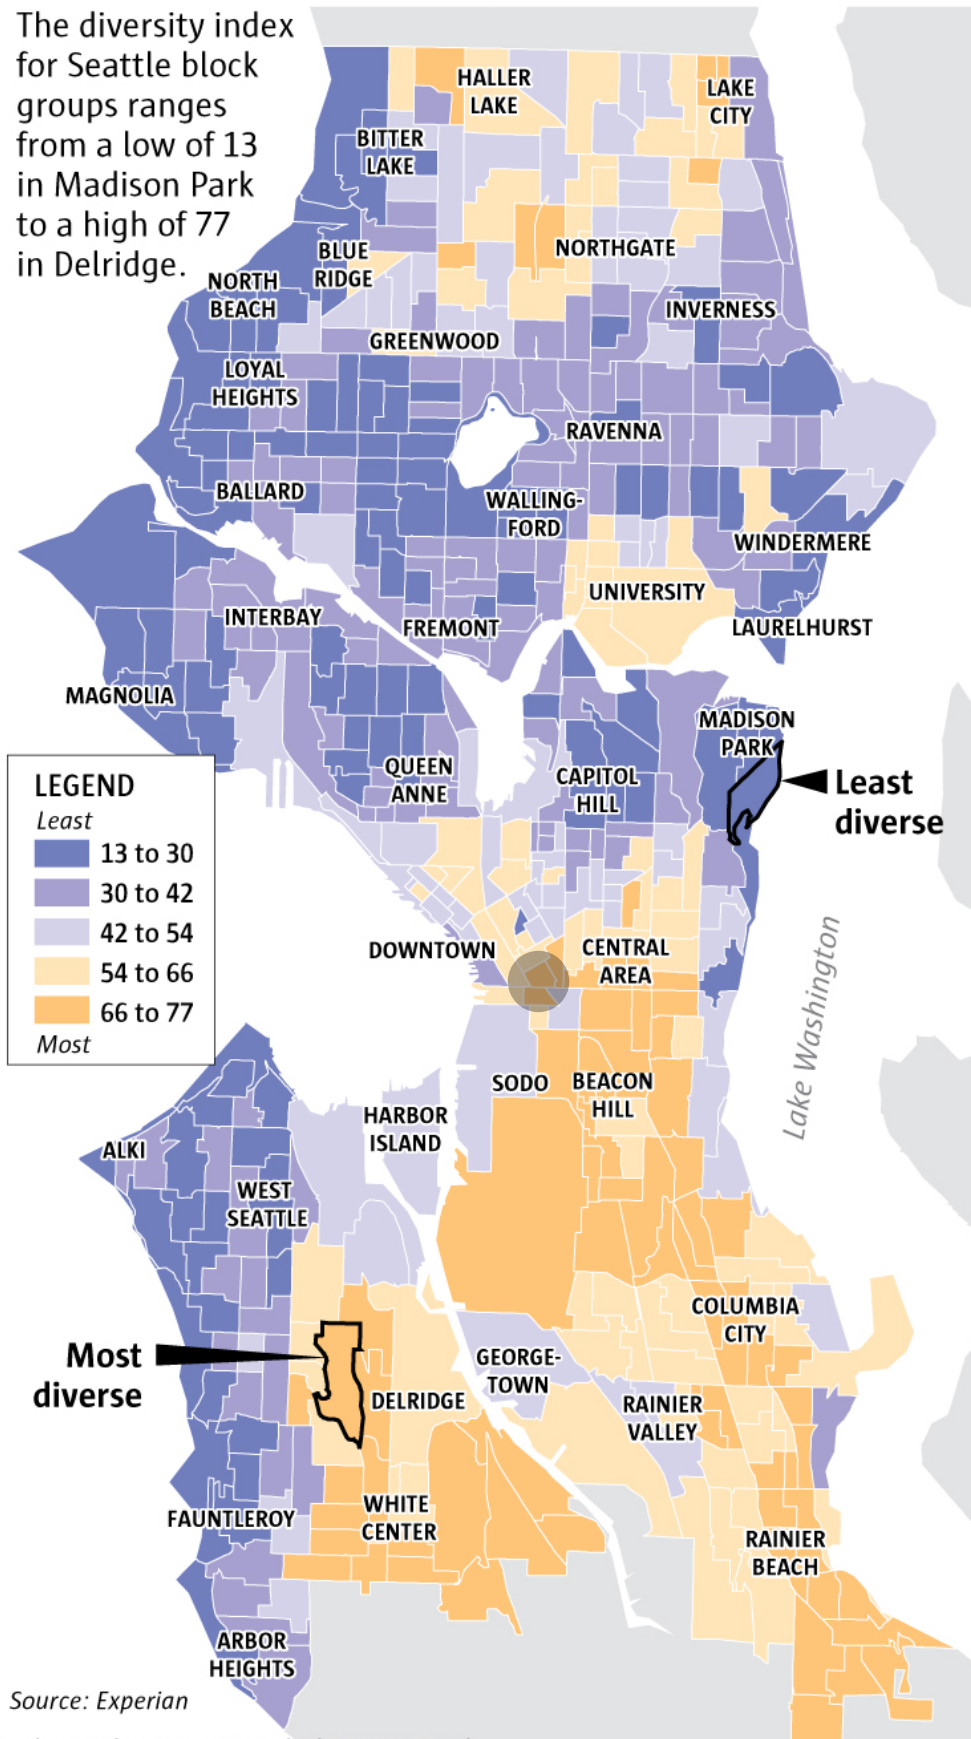 The diversity index
for Seattle block
groups ranges
from a low of 13
in Madison Park
to a high of 77
in Delridge.
HALLER
LAKE
LAKE
CITY
BITTER
LAKE
BLUE
RIDGE
NORTHGATE
NORTH
BEACH
INVERNESS
GREENWOOD
LOYAL
HEIGHTS
RAVENNA
BALLARD
WALLING-
FORD
WINDERMERE
UNIVERSITY
INTERBAY
FREMONT
LAURELHURST
MAGNOLIA
MADISON
PARK
QUEEN
ANNE
CAPITOL
HILL
Least
diverse
LEGEND
Least
13 to 30
30 to 42
42 to 54
54 to 66
66 to 77
Most
DOWNTOWN
CENTRAL
AREA
Lake Washington
SODO
BEACON
HILL
HARBOR
ISLAND
ALKI
WEST
SEATTLE
COLUMBIA
CITY
Most
diverse
GEORGE-
TOWN
DELRIDGE
RAINIER
VALLEY
WHITE
CENTER
FAUNTLEROY
RAINIER
BEACH
ARBOR
HEIGHTS
Source: Experian